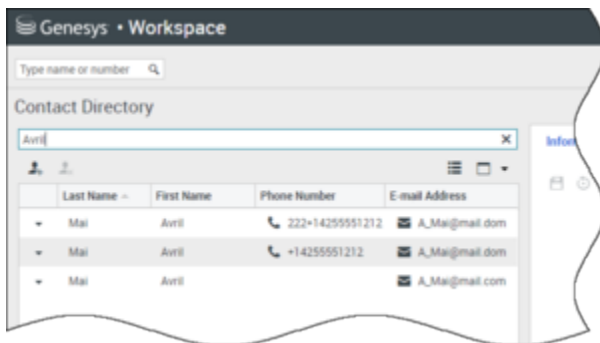 Genesys • Workspace
Type name or number
Contact Directory
Avril
Last Name First Name Phone Number E-mail Address
Mai Avril 222+14255551212 A_Mai@mail.dom
Mai Avril +14255551212 A_Mai@mail.dom
Mai Avril A_Mai@mail.com